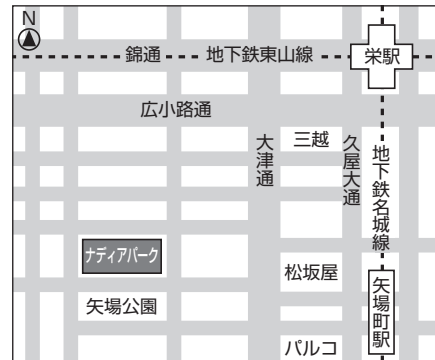 N
錦通
地下鉄東山線
栄駅
広小路通
大津通
三越
久屋大通
地下鉄名城線
ナディアパーク
松坂屋
矢場公園
矢場町駅
パルコ